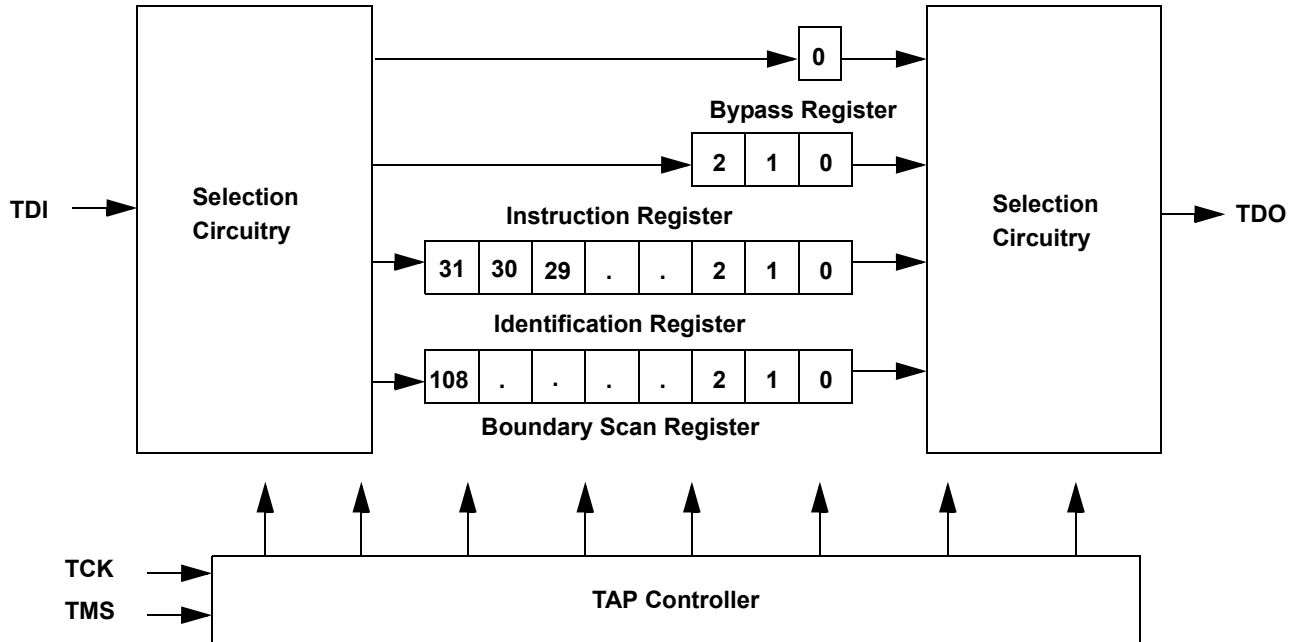 0
Bypass Register
2 1 0
TDI
Selection
Circuitry
Instruction Register
Selection
Circuitry
TDO
31 30 29 . . 2 1 0
Identification Register
108 . . . . 2 1 0
Boundary Scan Register
TCK
TMS
TAP Controller